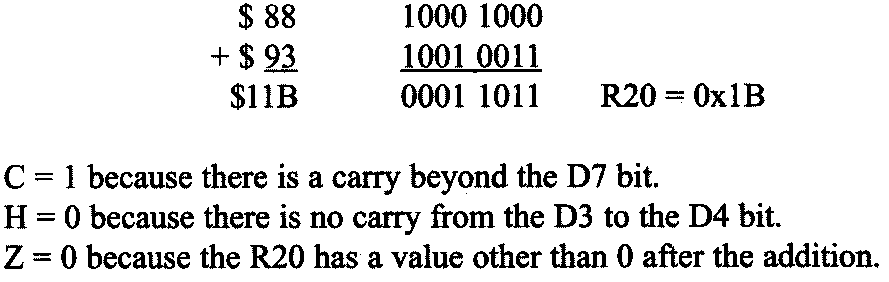 $ 88 1000 1000
+ $ 93 1001 0011
$11B 0001 1011 R20 = 0x1B
C = 1 because there is a carry beyond the D7 bit.
H = 0 because there is no carry from the D3 to the D4 bit.
Z = 0 because the R20 has a value other than 0 after the addition.